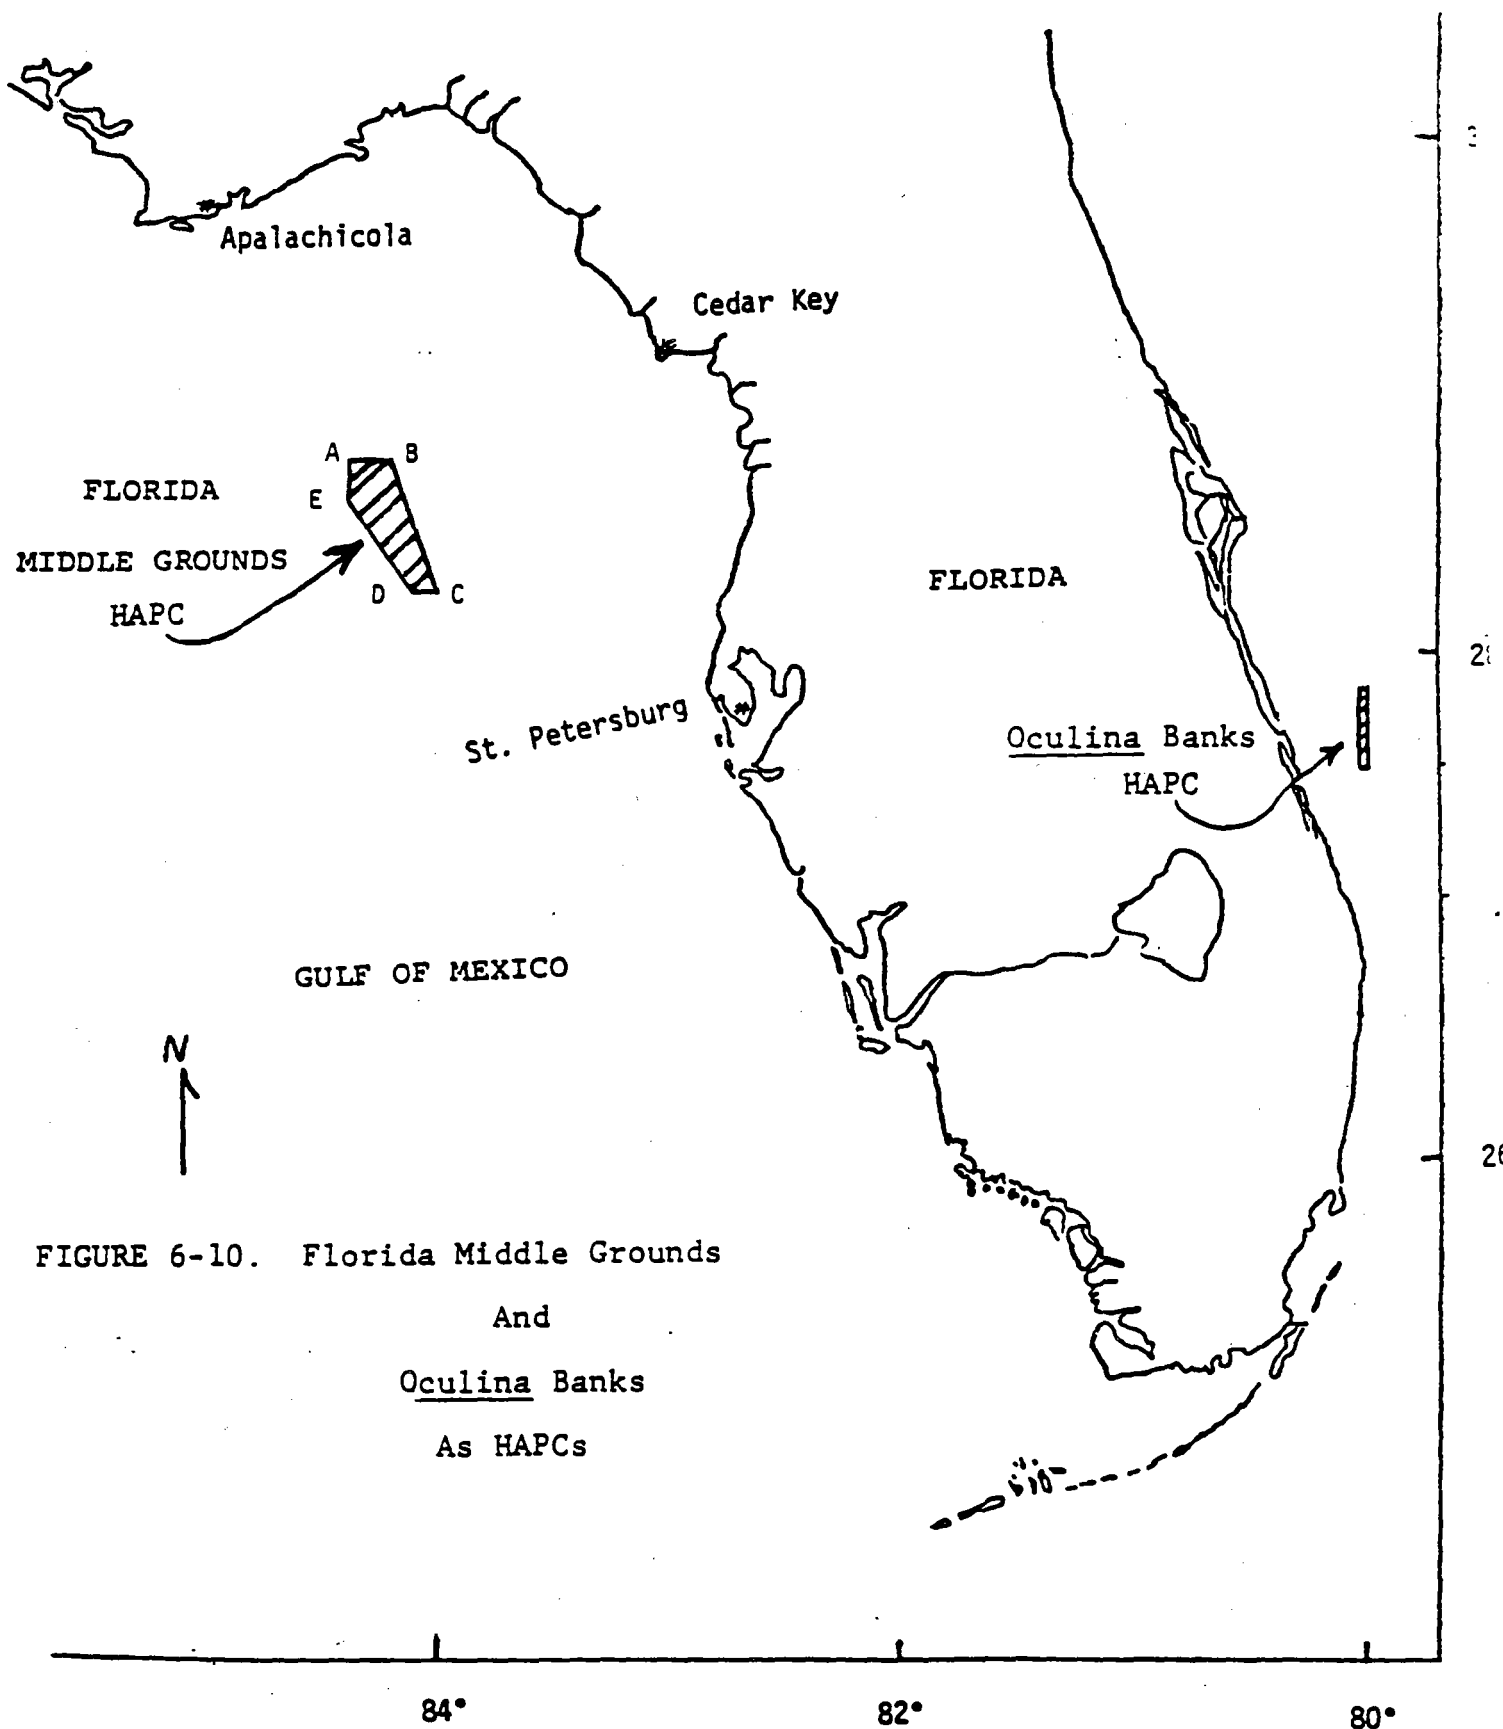 Apalachicola
Cedar Key
A B
E
D C
FLORIDA
MIDDLE GROUNDS
HAPC
FLORIDA
St. Petersburg
Oculina Banks
HAPC
GULF OF MEXICO
N
26
FIGURE 6-10. Florida Middle Grounds
And
Oculina Banks
As HAPCs
84°
82°
80°